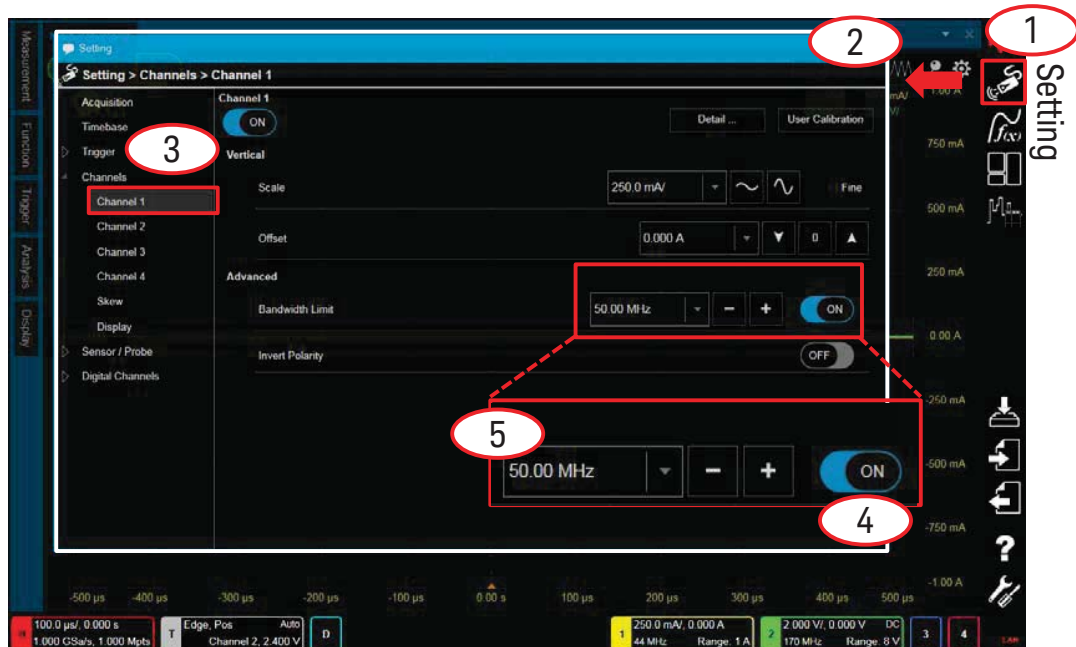 1
Setting
2
Setting
Setting > Channels > Channel 1
Measurement
Function
Trigger
Analysis
Display
Acquisition
Timebase
Trigger
3
Channels
Channel 1
Channel 2
Channel 3
Channel 4
Skew
Display
Sensor / Probe
Digital Channels
Channel 1
ON
Detail ...
User Calibration
Vertical
Scale
250.0 mA/
Fine
Offset
0.000 A
0
Advanced
Bandwidth Limit
50.00 MHz
- +
ON
Invert Polarity
OFF
5
50.00 MHz
- +
ON
4
f(x)
?
mA/
1.00 A
750 mA
500 mA
250 mA
0.00 A
-250 mA
-500 mA
-750 mA
-1.00 A
-500 µs -400 µs -300 µs -200 µs -100 µs 0.00 s 100 µs 200 µs 300 µs 400 µs 500 µs
H
100.0 µs/, 0.000 s
1.000 GSa/s, 1.000 Mpts
T
Edge, Pos Auto
Channel 2, 2.400 V
D
1
250.0 mA/, 0.000 A
44 MHz Range: 1 A
2
2.000 V/, 0.000 V DC
170 MHz Range: 8 V
3
4
LAN